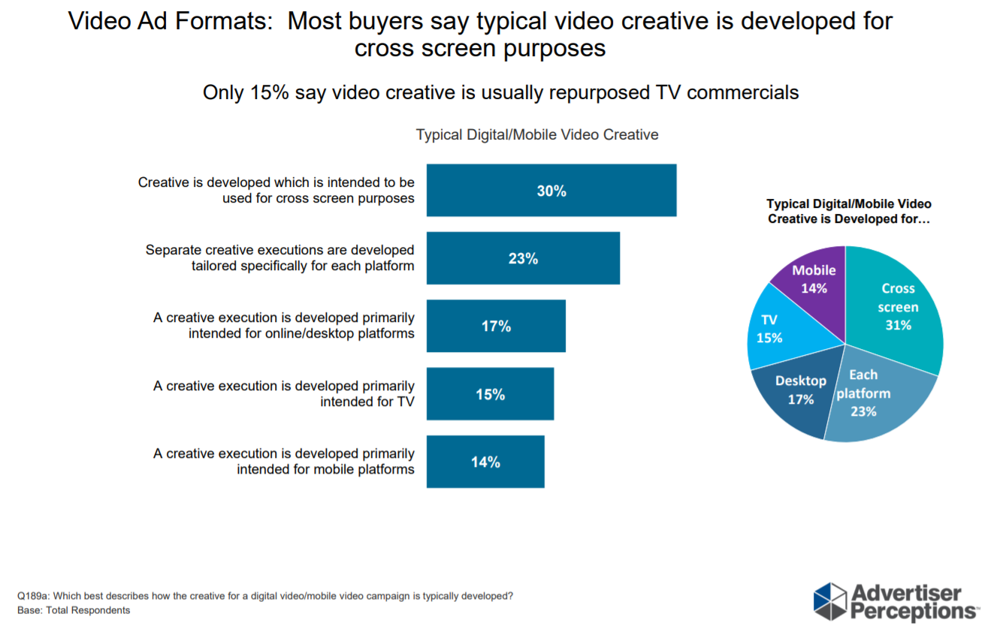 Video Ad Formats:  Most buyers say typical video creative is developed for
cross screen purposes
Only 15% say video creative is usually repurposed TV commercials
Typical Digital/Mobile Video Creative
Creative is developed which is intended to be
used for cross screen purposes
30%
Separate creative executions are developed
tailored specifically for each platform
23%
A creative execution is developed primarily
intended for online/desktop platforms
17%
A creative execution is developed primarily
intended for TV
15%
A creative execution is developed primarily
intended for mobile platforms
14%
Typical Digital/Mobile Video
Creative is Developed for…
Cross
screen
31%
Each
platform
23%
Desktop
17%
TV
15%
Mobile
14%
Q189a: Which best describes how the creative for a digital video/mobile video campaign is typically developed?
Base: Total Respondents
Advertiser
Perceptions™